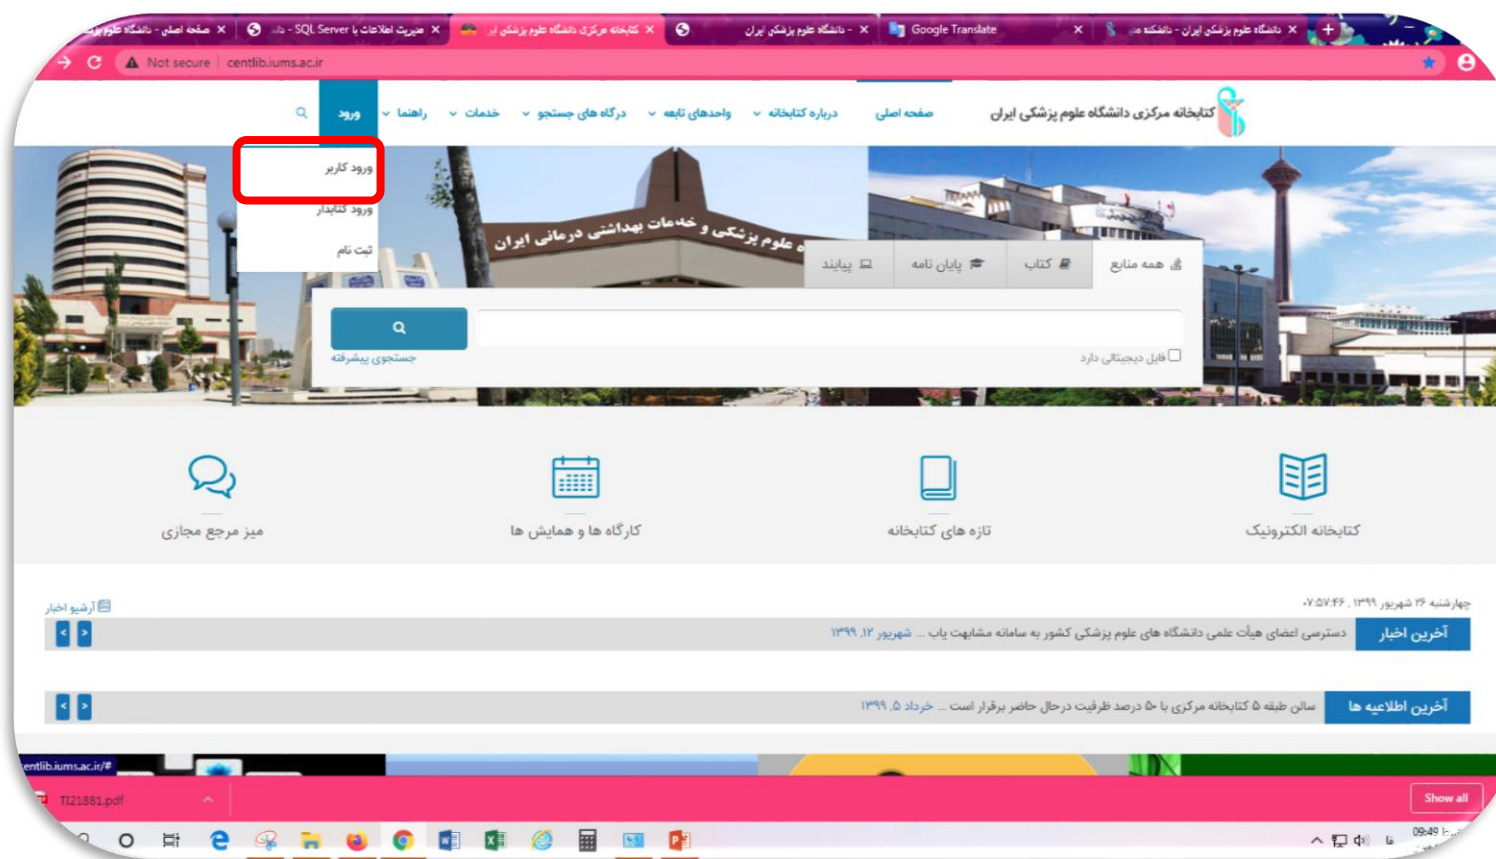 صفحه اصلی - دانشگاه علوم پزشک
مدیریت اطلاعات با SQL Server - دانـ
کتابخانه مرکزی دانشگاه علوم پزشکی ایر
- دانشگاه علوم پزشکی ایران
Google Translate
دانشگاه علوم پزشکی ایران - دانشکده مد
Not secure | centlib.iums.ac.ir
کتابخانه مرکزی دانشگاه علوم پزشکی ایران
صفحه اصلی درباره کتابخانه واحدهای تابعه درگاه های جستجو خدمات راهنما ورود
ورود کاربر
ورود کتابدار
ثبت نام
علوم پزشکی و خدمات بهداشتی درمانی ایران
همه منابع کتاب پایان نامه پیایند
فایل دیجیتالی دارد
جستجوی پیشرفته
کتابخانه الکترونیک
تازه های کتابخانه
کارگاه ها و همایش ها
میز مرجع مجازی
چهارشنبه ۲۶ شهریور ۱۳۹۹ , ۰۷:۵۷:۴۶
آرشیو اخبار
آخرین اخبار
دسترسی اعضای هیأت علمی دانشگاه های علوم پزشکی کشور به سامانه مشابهت یاب ... شهریور ۱۲, ۱۳۹۹
آخرین اطلاعیه ها
سالن طبقه ۵ کتابخانه مرکزی با ۵۰ درصد ظرفیت درحال حاضر برقرار است ... خرداد ۵, ۱۳۹۹
entlib.iums.ac.ir/#
TI21881.pdf
Show all
فا
09:49